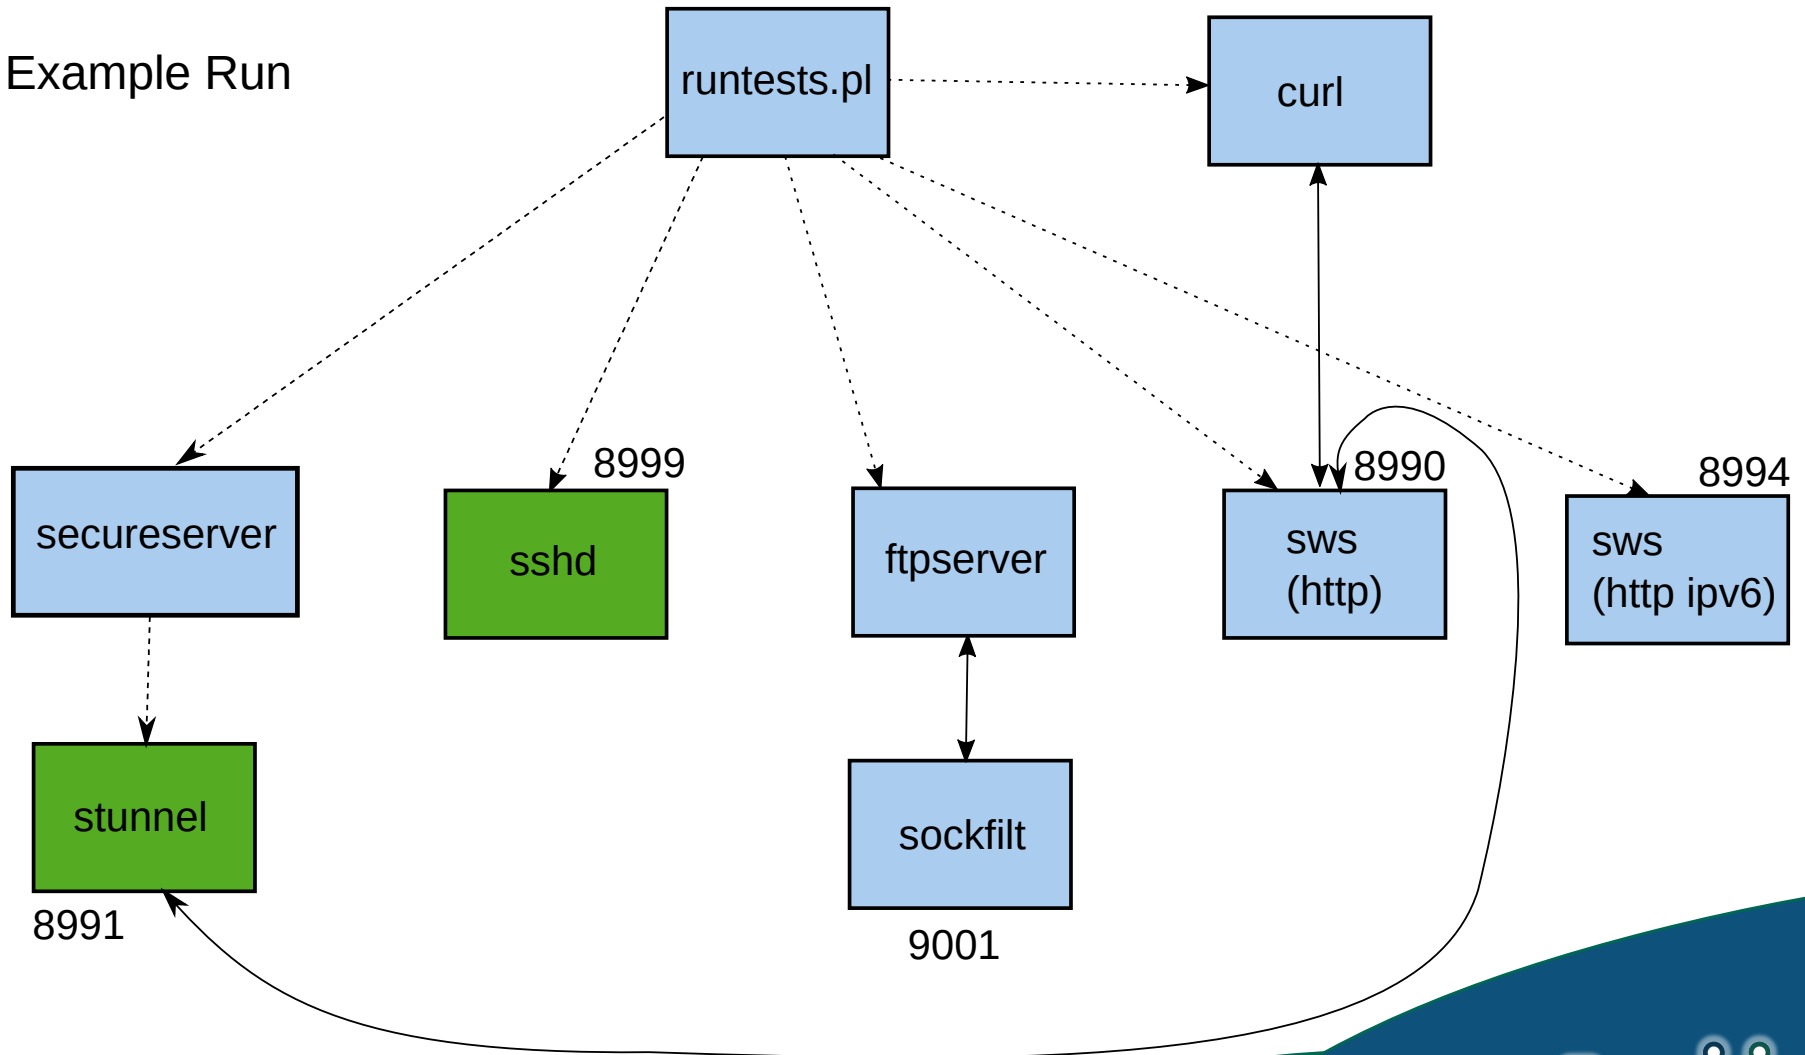 Example Run
runtests.pl
curl
8999
8990
8994
secureserver
sshd
ftpserver
sws
(http)
sws
(http ipv6)
stunnel
sockfilt
8991
9001